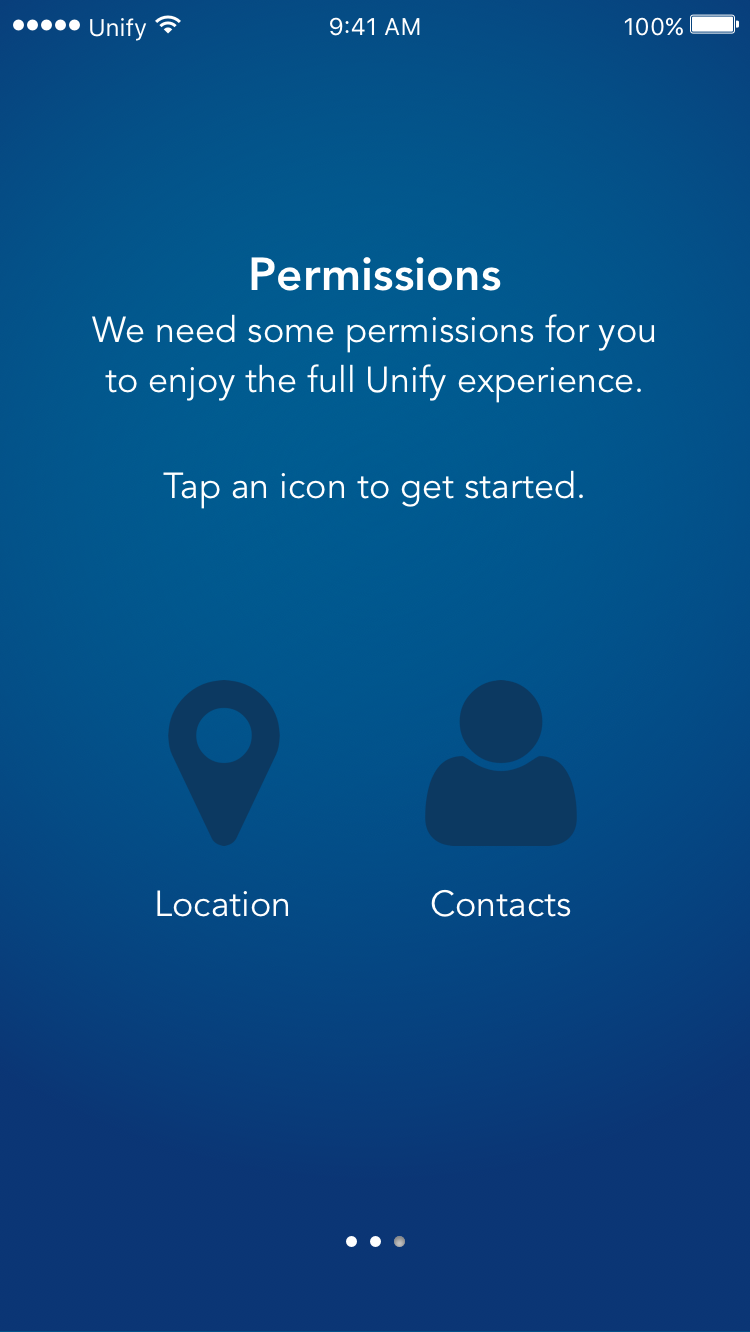 Unify 9:41 AM 100%
Permissions
We need some permissions for you
to enjoy the full Unify experience.
Tap an icon to get started.
Location Contacts